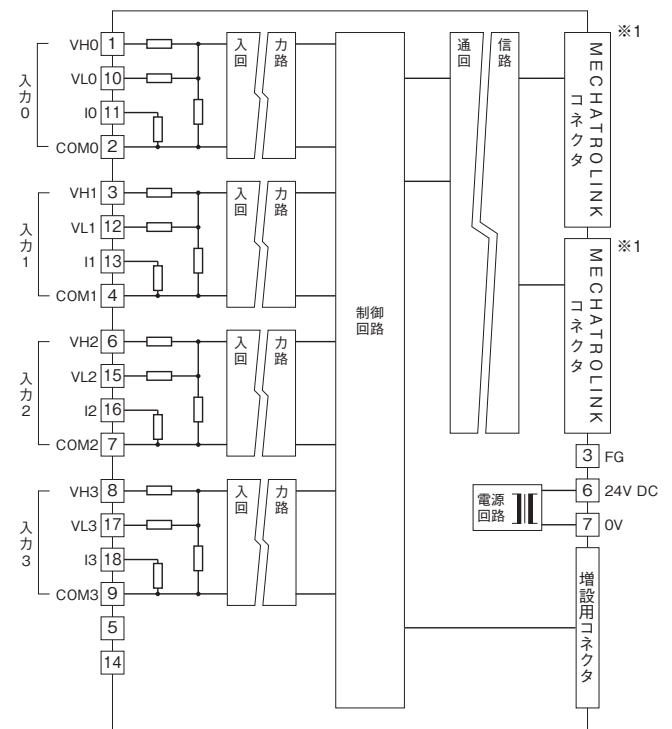 入力0
VH0 1
VL0 10
I0 11
COM0 2
入力回路
入力1
VH1 3
VL1 12
I1 13
COM1 4
入力回路
入力2
VH2 6
VL2 15
I2 16
COM2 7
入力回路
入力3
VH3 8
VL3 17
I3 18
COM3 9
入力回路
5
14
制御
回路
通信回路
MECHATROLINK
コネクタ
※1
MECHATROLINK
コネクタ
※1
3 FG
6 24V DC
7 0V
電源
回路
増設用コネクタ